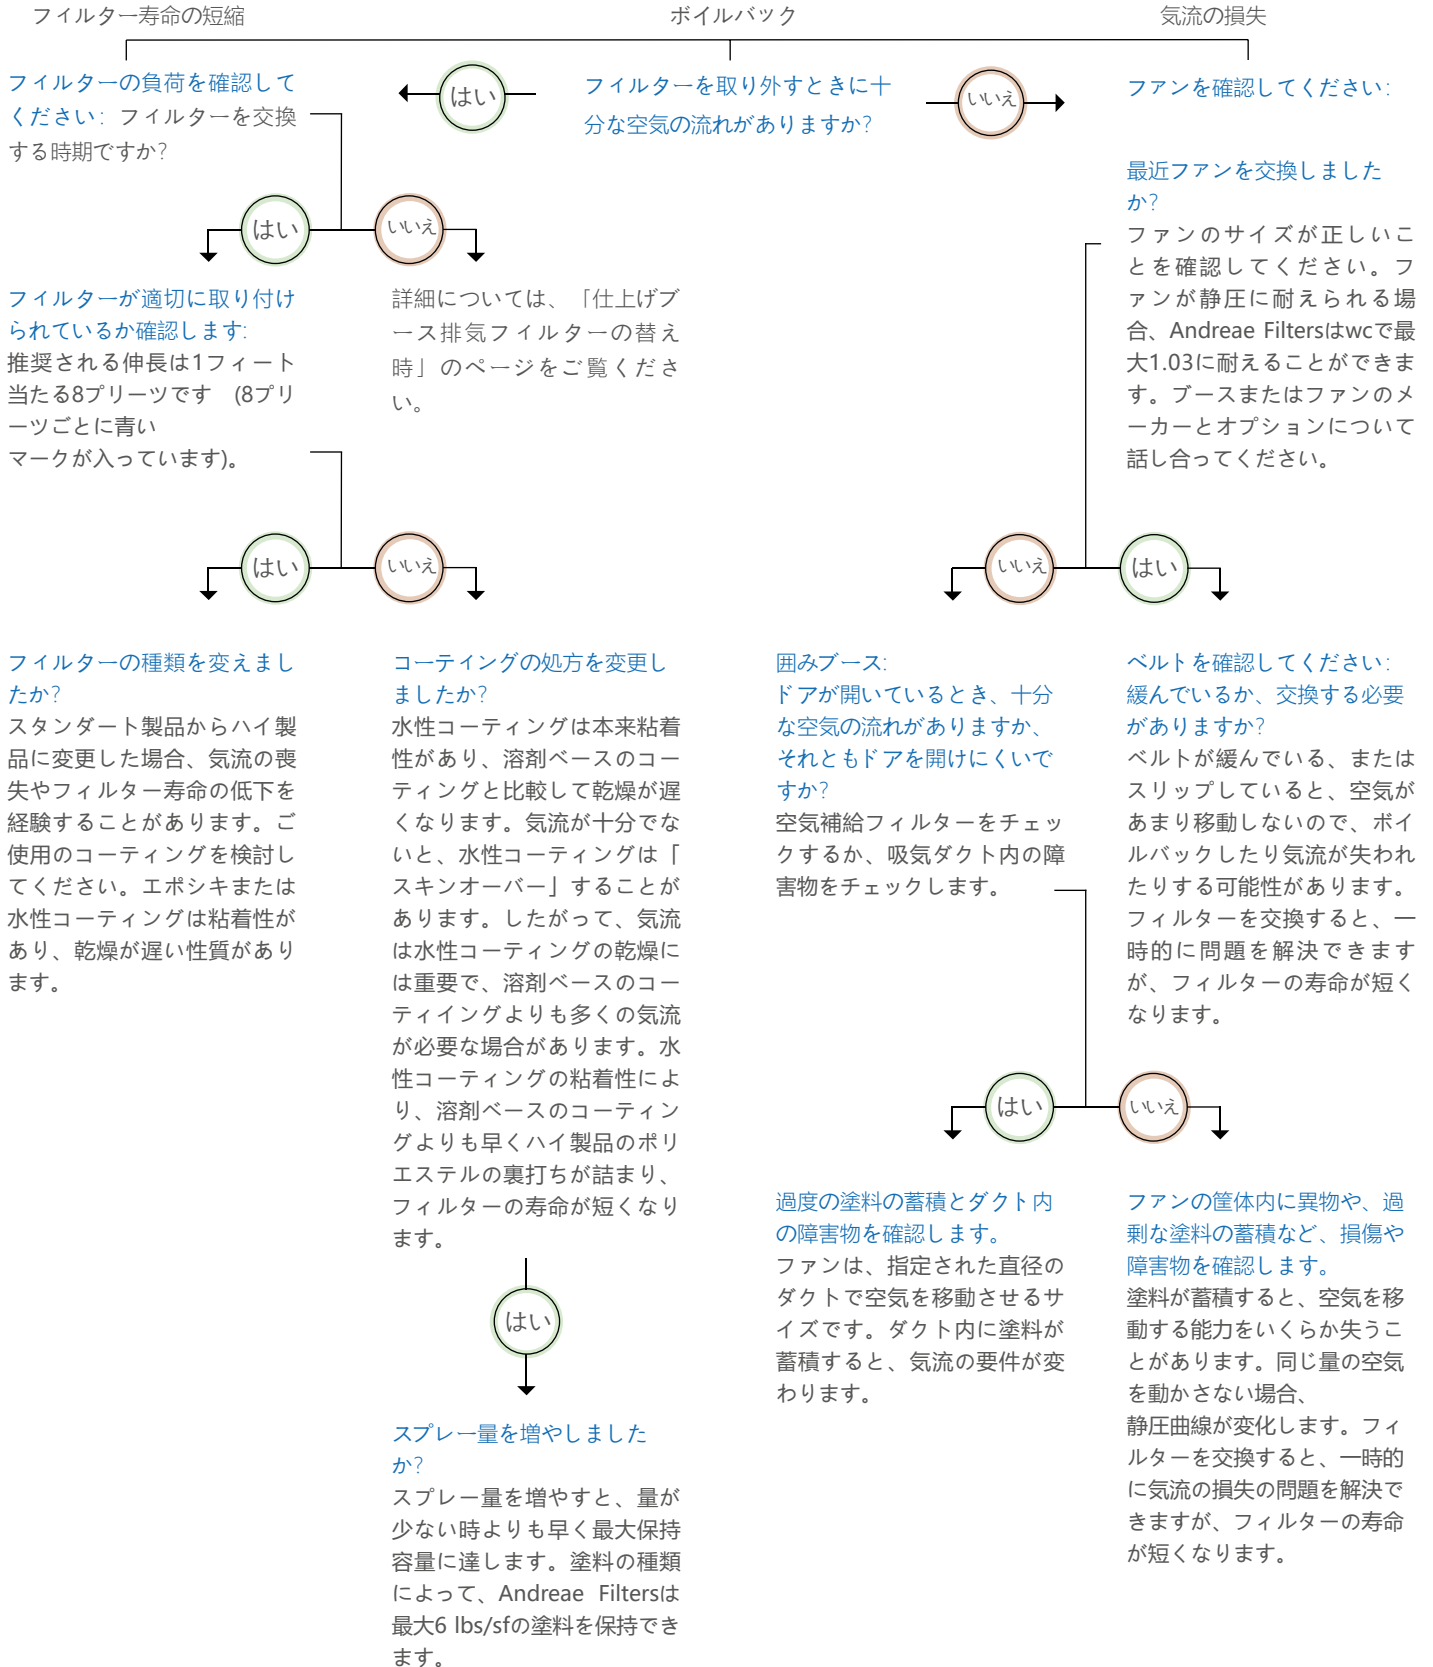 フィルター寿命の短縮
ボイルバック
気流の損失
フィルターの負荷を確認して
ください: フィルターを交換
する時期ですか?
はい
フィルターを取り外すときに十
分な空気の流れがありますか?
いいえ
ファンを確認してください:
最近ファンを交換しました
か?
ファンのサイズが正しいこ
とを確認してください。フ
ァンが静圧に耐えられる場
合、Andreae Filtersはwcで最
大1.03に耐えることができま
す。ブースまたはファンのメ
ーカーとオプションについて
話し合ってください。
はい
いいえ
フィルターが適切に取り付け
られているか確認します:
推奨される伸長は1フィート
当たる8プリーツです (8プリ
ーツごとに青い
マークが入っています)。
詳細については、「仕上げブ
ース排気フィルターの替え
時」のページをご覧くださ
い。
はい
いいえ
いいえ
はい
フィルターの種類を変えまし
たか?
スタンダート製品からハイ製
品に変更した場合、気流の喪
失やフィルター寿命の低下を
経験することがあります。ご
使用のコーティングを検討し
てください。エポシキまたは
水性コーティングは粘着性が
あり、乾燥が遅い性質があり
ます。
コーティングの処方を変更し
ましたか?
水性コーティングは本来粘着
性があり、溶剤ベースのコー
ティングと比較して乾燥が遅
くなります。気流が十分でな
いと、水性コーティングは「
スキンオーバー」することが
あります。したがって、気流
は水性コーティングの乾燥に
は重要で、溶剤ベースのコー
ティイングよりも多くの気流
が必要な場合があります。水
性コーティングの粘着性によ
り、溶剤ベースのコーティン
グよりも早くハイ製品のポリ
エステルの裏打ちが詰まり、
フィルターの寿命が短くなり
ます。
はい
スプレー量を増やしました
か?
スプレー量を増やすと、量が
少ない時よりも早く最大保持
容量に達します。塗料の種類
によって、Andreae Filtersは
最大6 lbs/sfの塗料を保持でき
ます。
囲みブース:
ドアが開いているとき、十分
な空気の流れがありますか、
それともドアを開けにくいで
すか?
空気補給フィルターをチェッ
クするか、吸気ダクト内の障
害物をチェックします。
ベルトを確認してください:
緩んでいるか、交換する必要
がありますか?
ベルトが緩んでいる、または
スリップしていると、空気が
あまり移動しないので、ボイ
ルバックしたり気流が失われ
たりする可能性があります。
フィルターを交換すると、一
時的に問題を解決できます
が、フィルターの寿命が短く
なります。
はい
いいえ
過度の塗料の蓄積とダクト内
の障害物を確認します。
ファンは、指定された直径の
ダクトで空気を移動させるサ
イズです。ダクト内に塗料が
蓄積すると、気流の要件が変
わります。
ファンの筐体内に異物や、過
剰な塗料の蓄積など、損傷や
障害物を確認します。
塗料が蓄積すると、空気を移
動する能力をいくらか失うこ
とがあります。同じ量の空気
を動かさない場合、
静圧曲線が変化します。フィ
ルターを交換すると、一時的
に気流の損失の問題を解決で
きますが、フィルターの寿命
が短くなります。